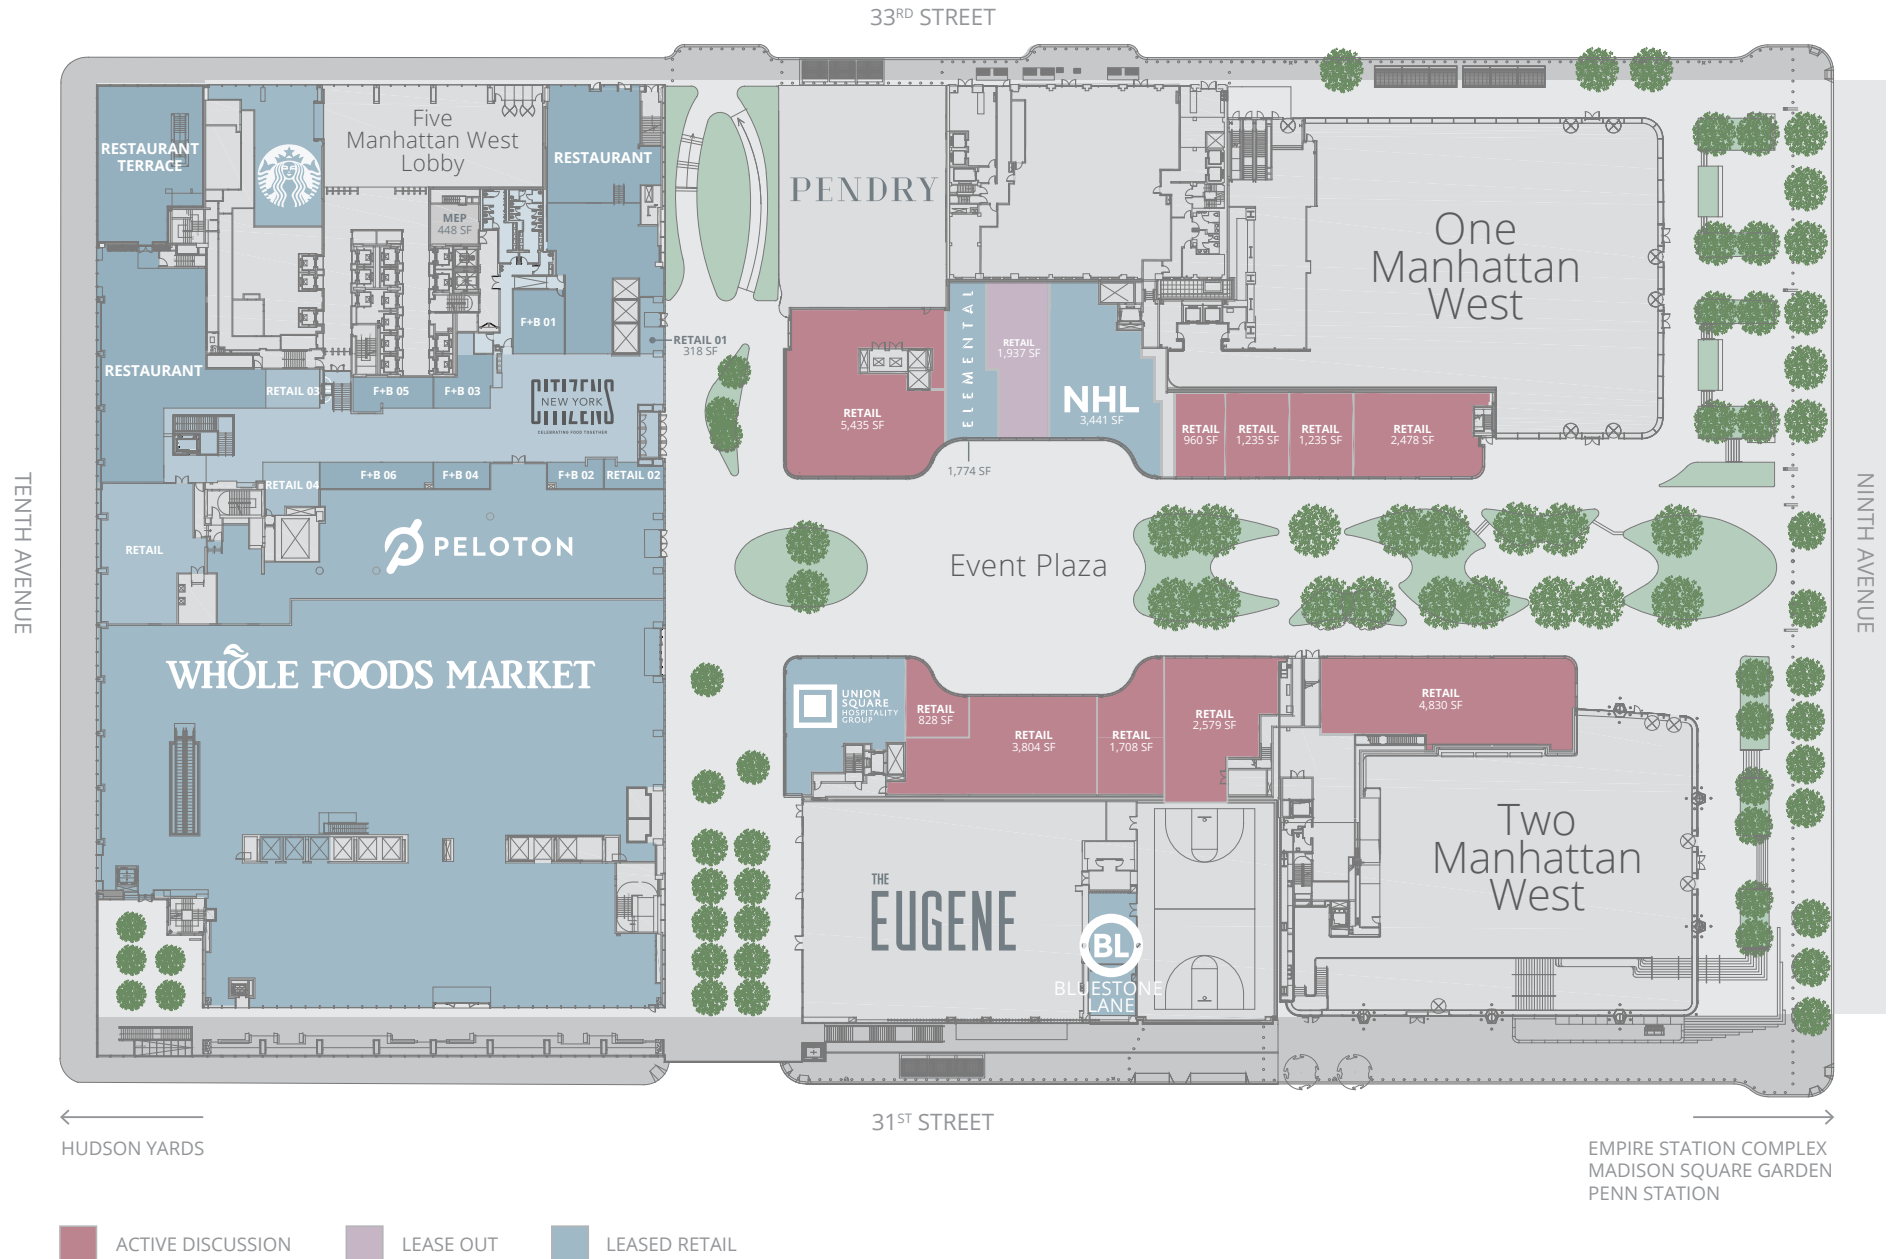 33RD STREET
Five
Manhattan West
Lobby
RESTAURANT
TERRACE
RESTAURANT
MEP
448 SF
PENDRY
One
Manhattan
West
F+B 01
RETAIL 01
318 SF
RESTAURANT
RETAIL 03
F+B 05
F+B 03
CITIZENS
NEW YORK
CELEBRATING FOOD TOGETHER
ELEMENTAL
RETAIL
1,937 SF
NHL
3,441 SF
RETAIL
5,435 SF
RETAIL
960 SF
RETAIL
1,235 SF
RETAIL
1,235 SF
RETAIL
2,478 SF
1,774 SF
RETAIL 04
F+B 06
F+B 04
F+B 02
RETAIL 02
TENTH AVENUE
NINTH AVENUE
RETAIL
PELOTON
Event Plaza
WHOLE FOODS MARKET
UNION
SQUARE
HOSPITALITY
GROUP
RETAIL
828 SF
RETAIL
3,804 SF
RETAIL
1,708 SF
RETAIL
2,579 SF
RETAIL
4,830 SF
Two
Manhattan
West
THE
EUGENE
BL
BLUESTONE
LANE
31ST STREET
HUDSON YARDS
EMPIRE STATION COMPLEX
MADISON SQUARE GARDEN
PENN STATION
ACTIVE DISCUSSION
LEASE OUT
LEASED RETAIL